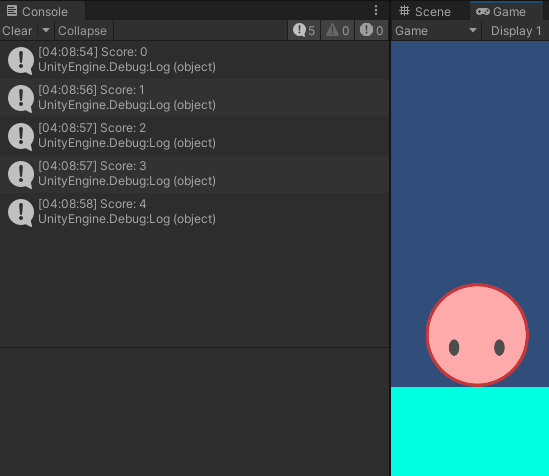 Console
Clear Collapse 5 0 0
[04:08:54] Score: 0
UnityEngine.Debug:Log (object)
[04:08:56] Score: 1
UnityEngine.Debug:Log (object)
[04:08:57] Score: 2
UnityEngine.Debug:Log (object)
[04:08:57] Score: 3
UnityEngine.Debug:Log (object)
[04:08:58] Score: 4
UnityEngine.Debug:Log (object)
Scene Game
Game Display 1